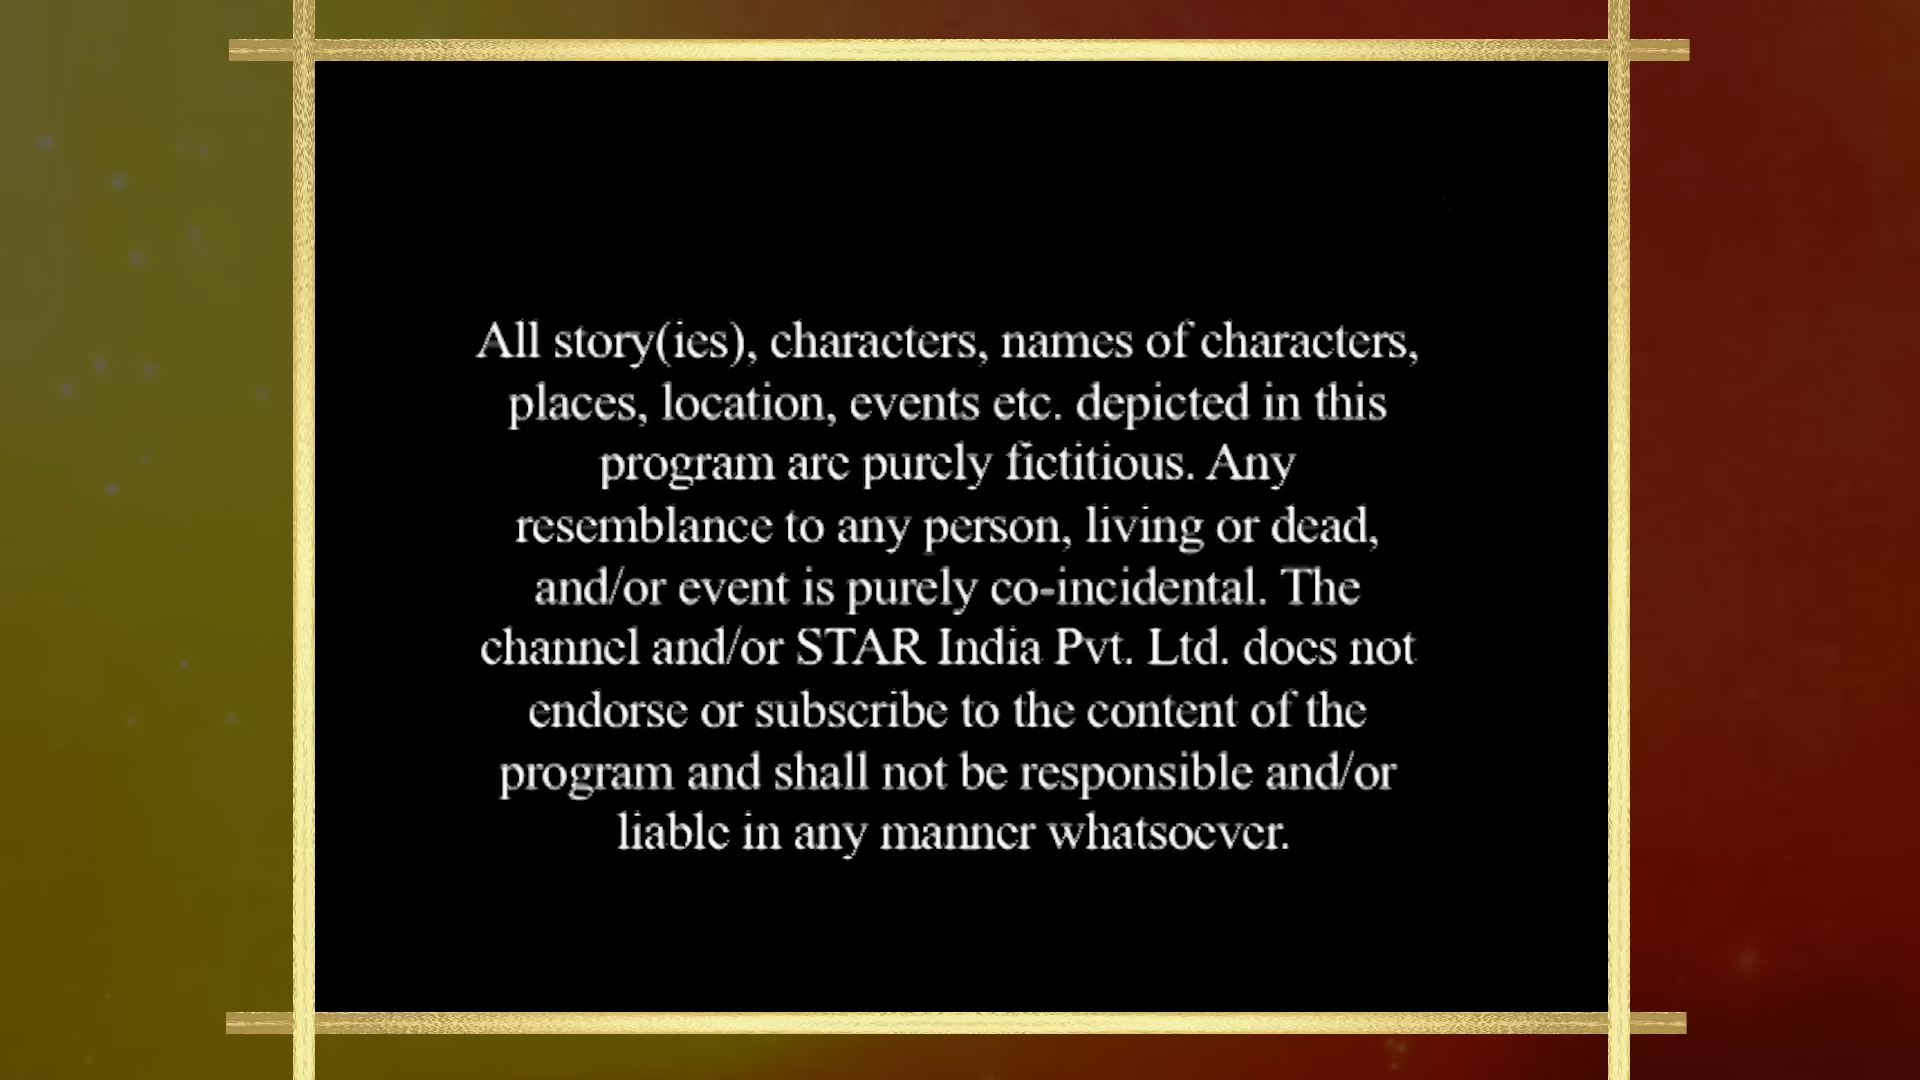 All story(ies), characters, names of characters,
places, location, events etc. depicted in this
program are purely fictitious. Any
resemblance to any person, living or dead,
and/or event is purely co-incidental. The
channel and/or STAR India Pvt. Ltd. does not
endorse or subscribe to the content of the
program and shall not be responsible and/or
liable in any manner whatsoever.